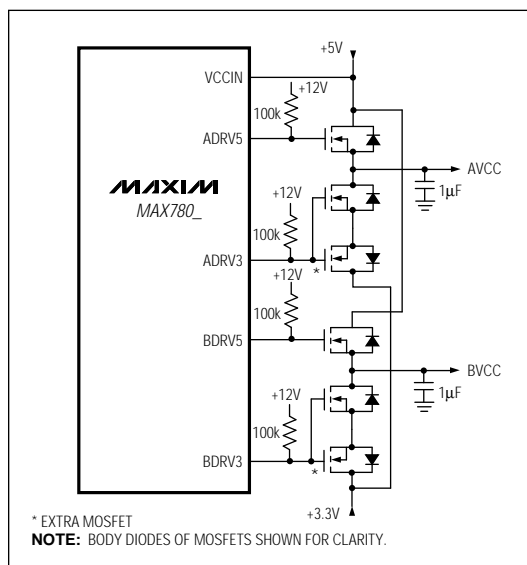 +5V
VCCIN
+12V
100k
ADRV5
MAXIM
MAX780_
AVCC
1µF
+12V
100k
ADRV3
*
+12V
100k
BDRV5
BVCC
1µF
+12V
100k
BDRV3
*
+3.3V
* EXTRA MOSFET
NOTE: BODY DIODES OF MOSFETS SHOWN FOR CLARITY.